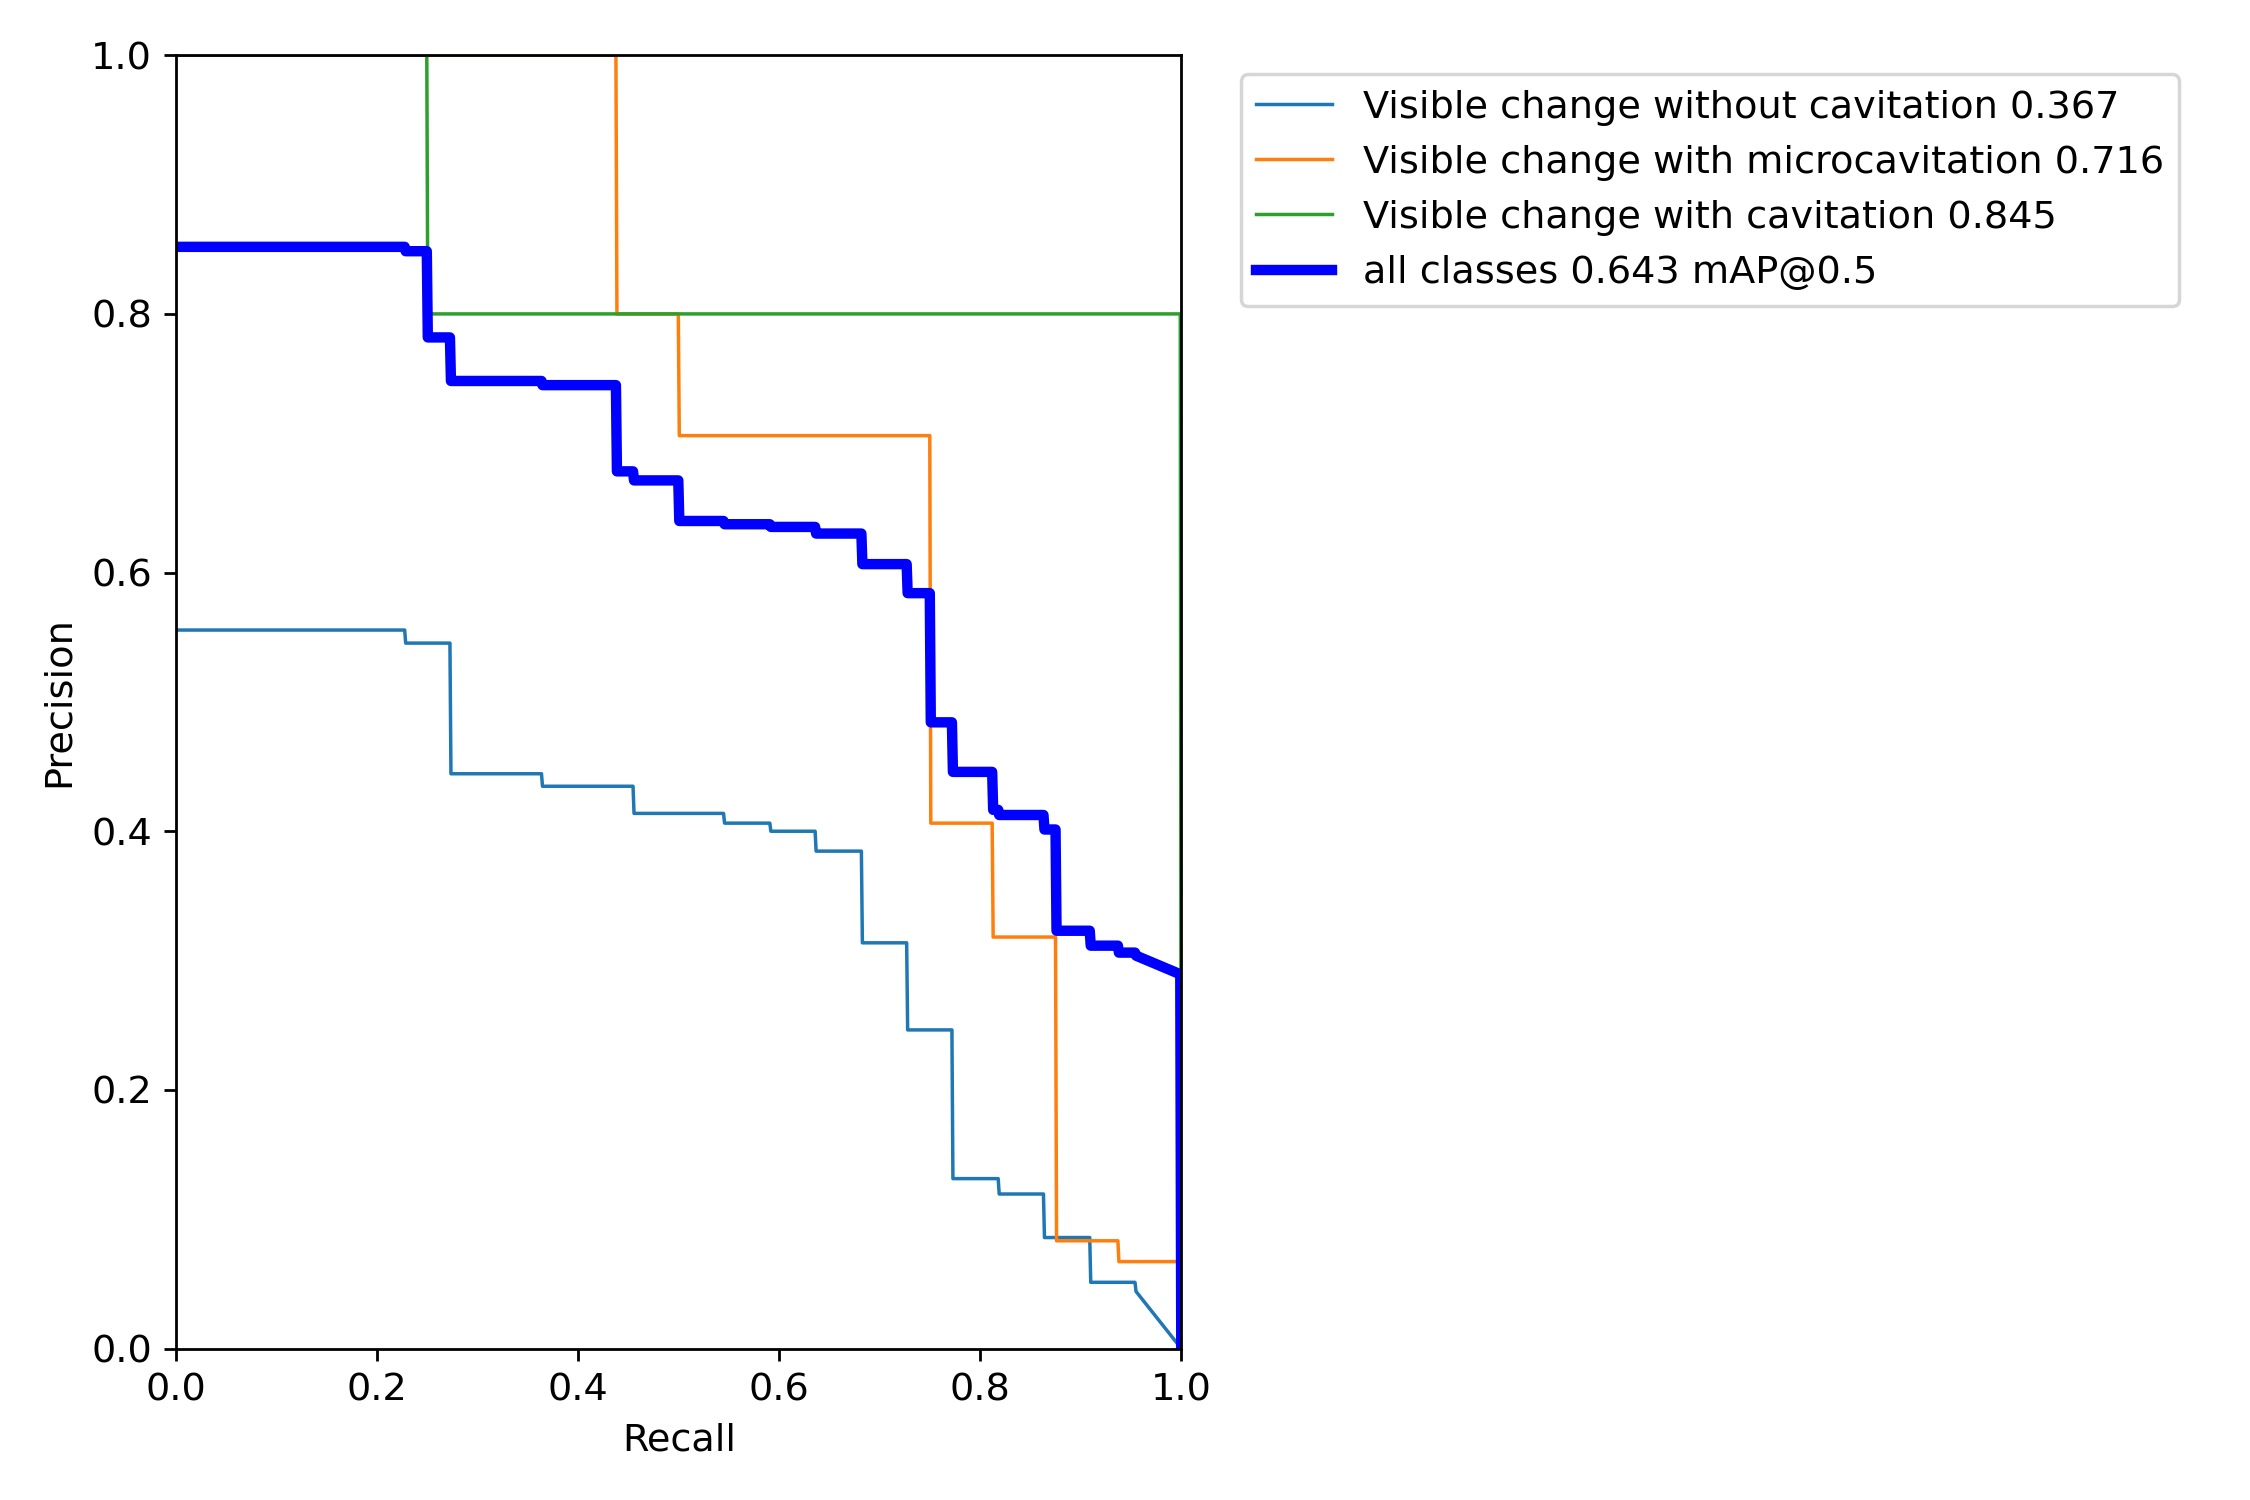 1.0
0.8
0.6
0.4
0.2
0.0
0.0 0.2 0.4 0.6 0.8 1.0
Precision
Recall
Visible change without cavitation 0.367
Visible change with microcavitation 0.716
Visible change with cavitation 0.845
all classes 0.643 mAP@0.5